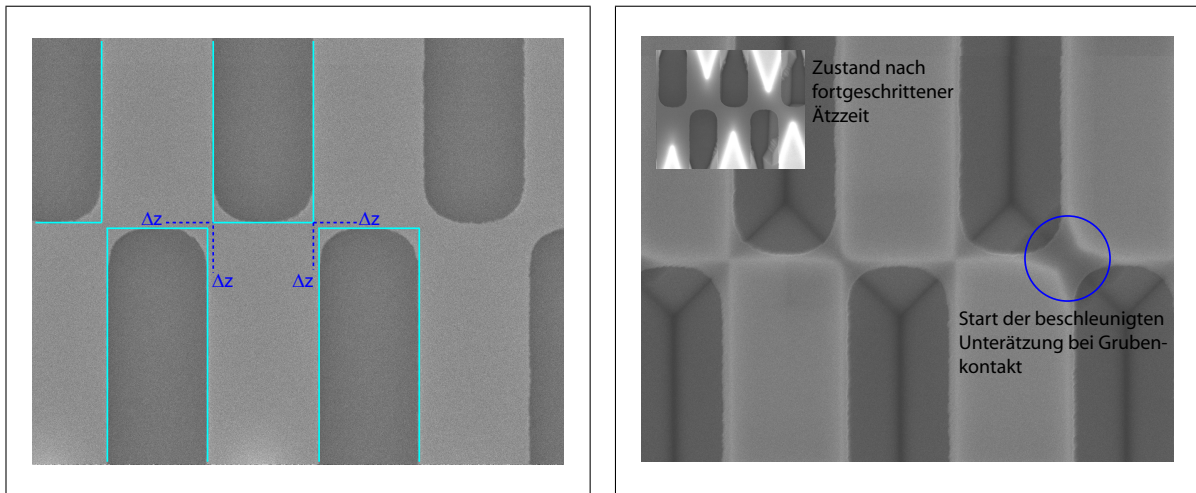 Δz Δz
Δz Δz
Zustand nach
fortgeschrittener
Ätzzeit
Start der beschleunigten
Unterätzung bei Gruben-
kontakt